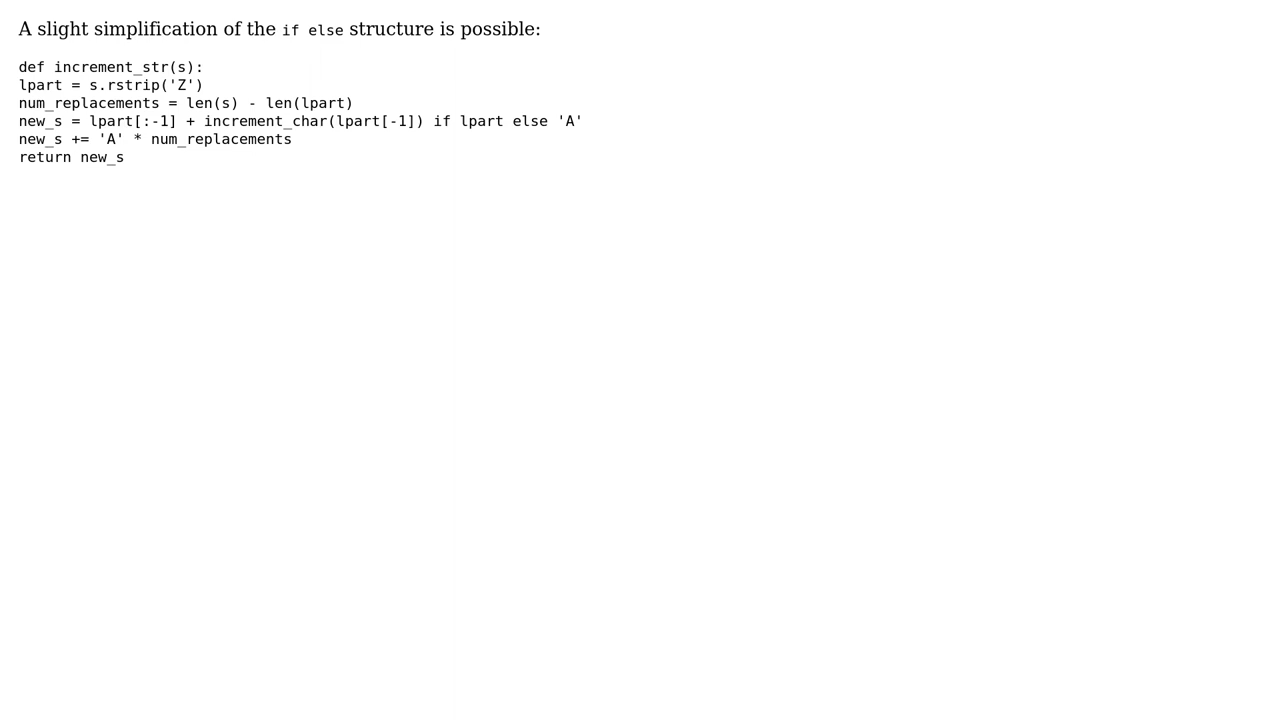 A slight simplification of the if else structure is possible:
def increment_str(s):
lpart = s.rstrip('Z')
num_replacements = len(s) - len(lpart)
new_s = lpart[:-1] + increment_char(lpart[-1]) if lpart else 'A'
new_s += 'A' * num_replacements
return new_s